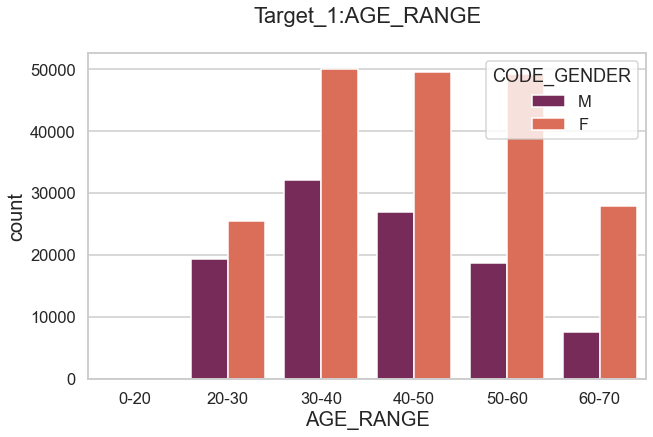 Target_1:AGE_RANGE
CODE_GENDER
M
F
50000
40000
30000
20000
10000
0
count
0-20 20-30 30-40 40-50 50-60 60-70
AGE_RANGE